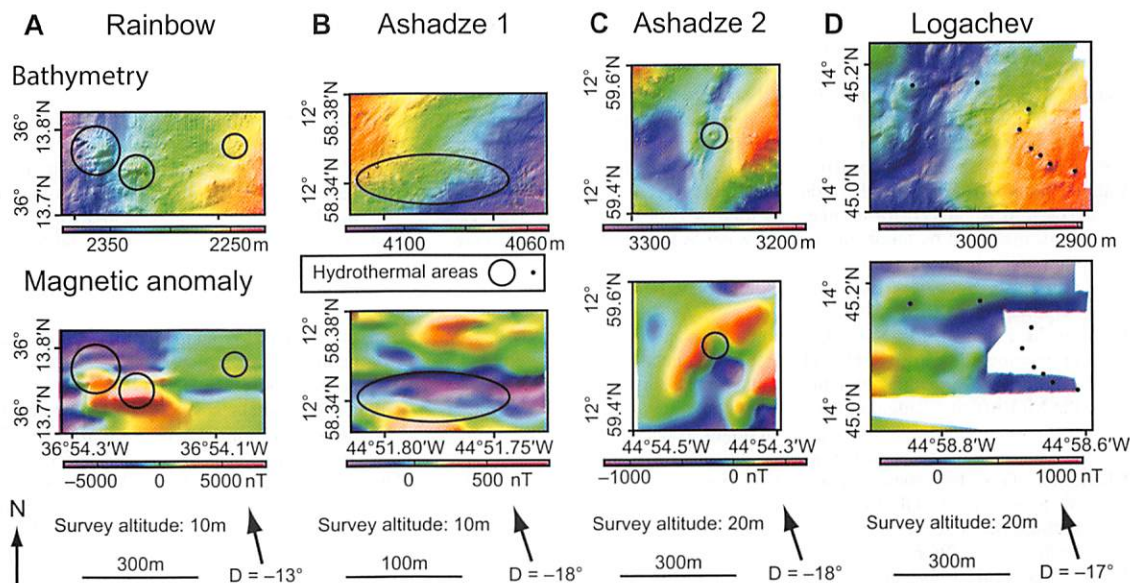 A Rainbow
B Ashadze 1
C Ashadze 2
D Logachev
Bathymetry
36° 13.8'N
36° 13.7'N
2350 2250 m
12° 58.38'N
12° 58.34'N
4100 4060 m
12° 59.6'N
12° 59.4'N
3300 3200 m
14° 45.2'N
14° 45.0'N
3000 2900 m
Hydrothermal areas
Magnetic anomaly
36° 13.8'N
36° 13.7'N
36°54.3'W 36°54.1'W
−5000 0 5000 nT
12° 58.38'N
12° 58.34'N
44°51.80'W 44°51.75'W
0 500 nT
12° 59.6'N
12° 59.4'N
44°54.5'W 44°54.3'W
−1000 0 nT
14° 45.2'N
14° 45.0'N
44°58.8'W 44°58.6'W
0 1000 nT
N
Survey altitude: 10m
300m
D = −13°
Survey altitude: 10m
100m
D = −18°
Survey altitude: 20m
300m
D = −18°
Survey altitude: 20m
300m
D = −17°